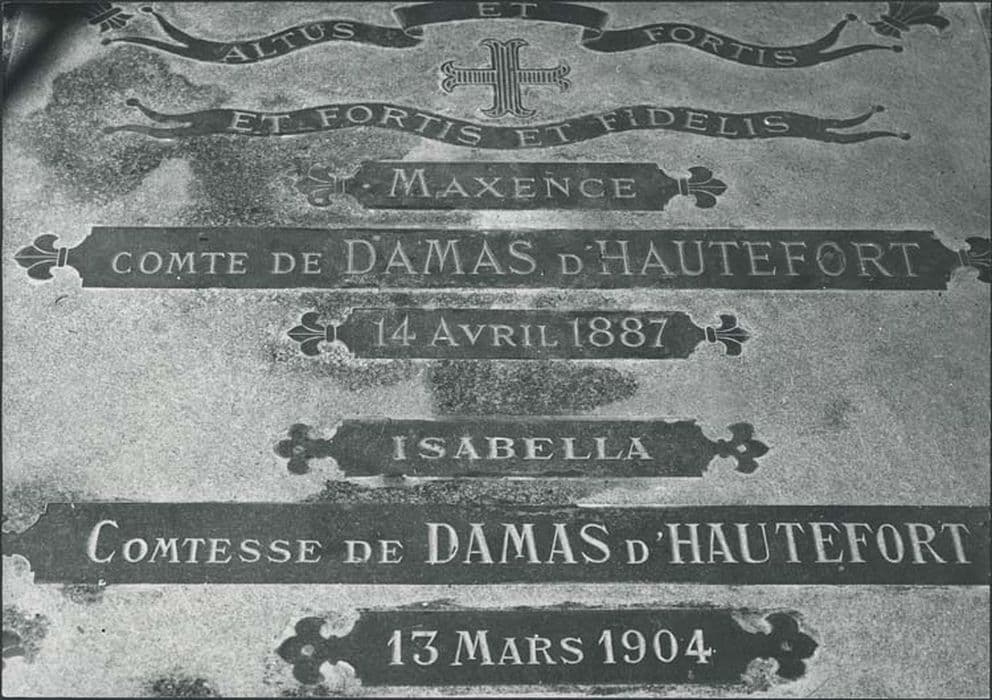 ET
ALTUS FORTIS
ET FORTIS ET FIDELIS
MAXENCE
COMTE DE DAMAS D'HAUTEFORT
14 AVRIL 1887
ISABELLA
COMTESSE DE DAMAS D'HAUTEFORT
13 MARS 1904